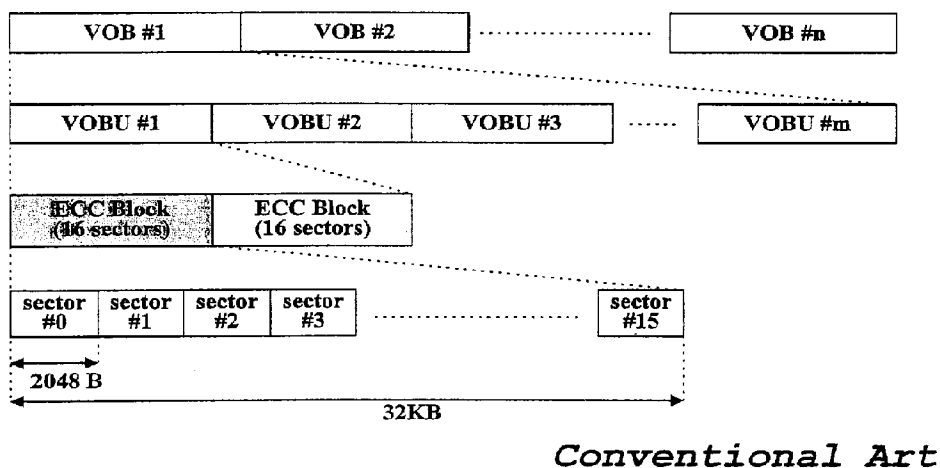 VOB #1 VOB #2 VOB #n
VOBU #1 VOBU #2 VOBU #3 VOBU #m
ECC Block ECC Block
(16 sectors) (16 sectors)
sector sector sector sector sector
#0 #1 #2 #3 #15
2048 B
32KB
Conventional Art